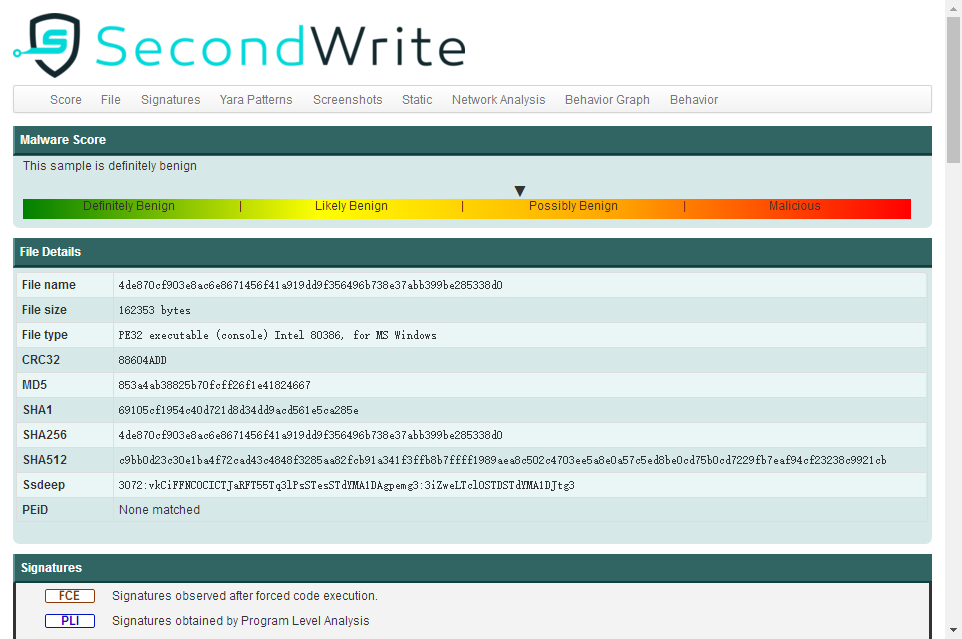 SecondWrite
Score File Signatures Yara Patterns Screenshots Static Network Analysis Behavior Graph Behavior
Malware Score
This sample is definitely benign
Definitely Benign | Likely Benign | Possibly Benign | Malicious
File Details
File name 4de870cf903e8ac6e8671456f41a919dd9f356496b738e37abb399be285338d0
File size 162353 bytes
File type PE32 executable (console) Intel 80386, for MS Windows
CRC32 88604ADD
MD5 853a4ab38825b70fcff26f1e41824667
SHA1 69105cf1954c40d721d8d34dd9acd561e5ca285e
SHA256 4de870cf903e8ac6e8671456f41a919dd9f356496b738e37abb399be285338d0
SHA512 c9bb0d23c30e1ba4f72cad43c4848f3285aa82fcb91a341f3ffb8b7ffff1989aea8c502c4703ee5a8e0a57c5ed8be0cd75b0cd7229fb7eaf94cf23238c9921cb
Ssdeep 3072:vkCiFFNCOCICTJaRFT55Tq3lPsSTesSTdYMA1DAgpemg3:3iZweLTclOSTDSTdYMA1DJtg3
PEiD None matched
Signatures
FCE Signatures observed after forced code execution.
PLI Signatures obtained by Program Level Analysis